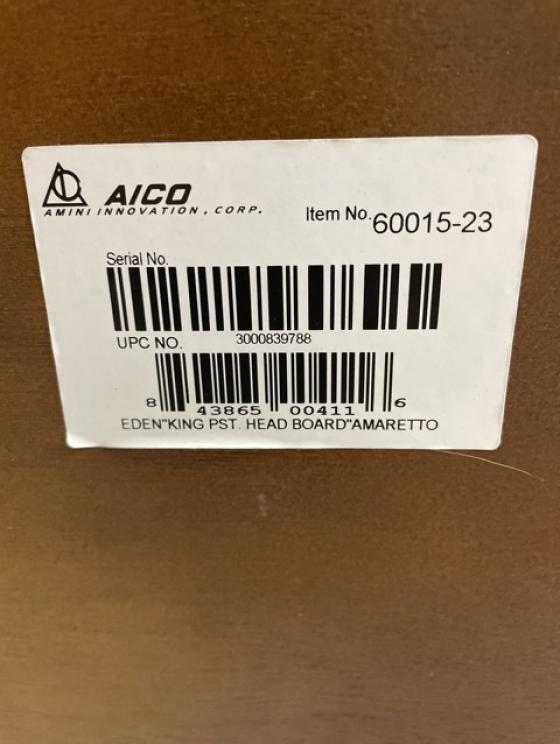 AICO
AMINI INNOVATION, CORP.
Item No. 60015-23
Serial No.
UPC NO. 3000839788
8 43865 00411 6
EDEN"KING PST. HEAD BOARD"AMARETTO